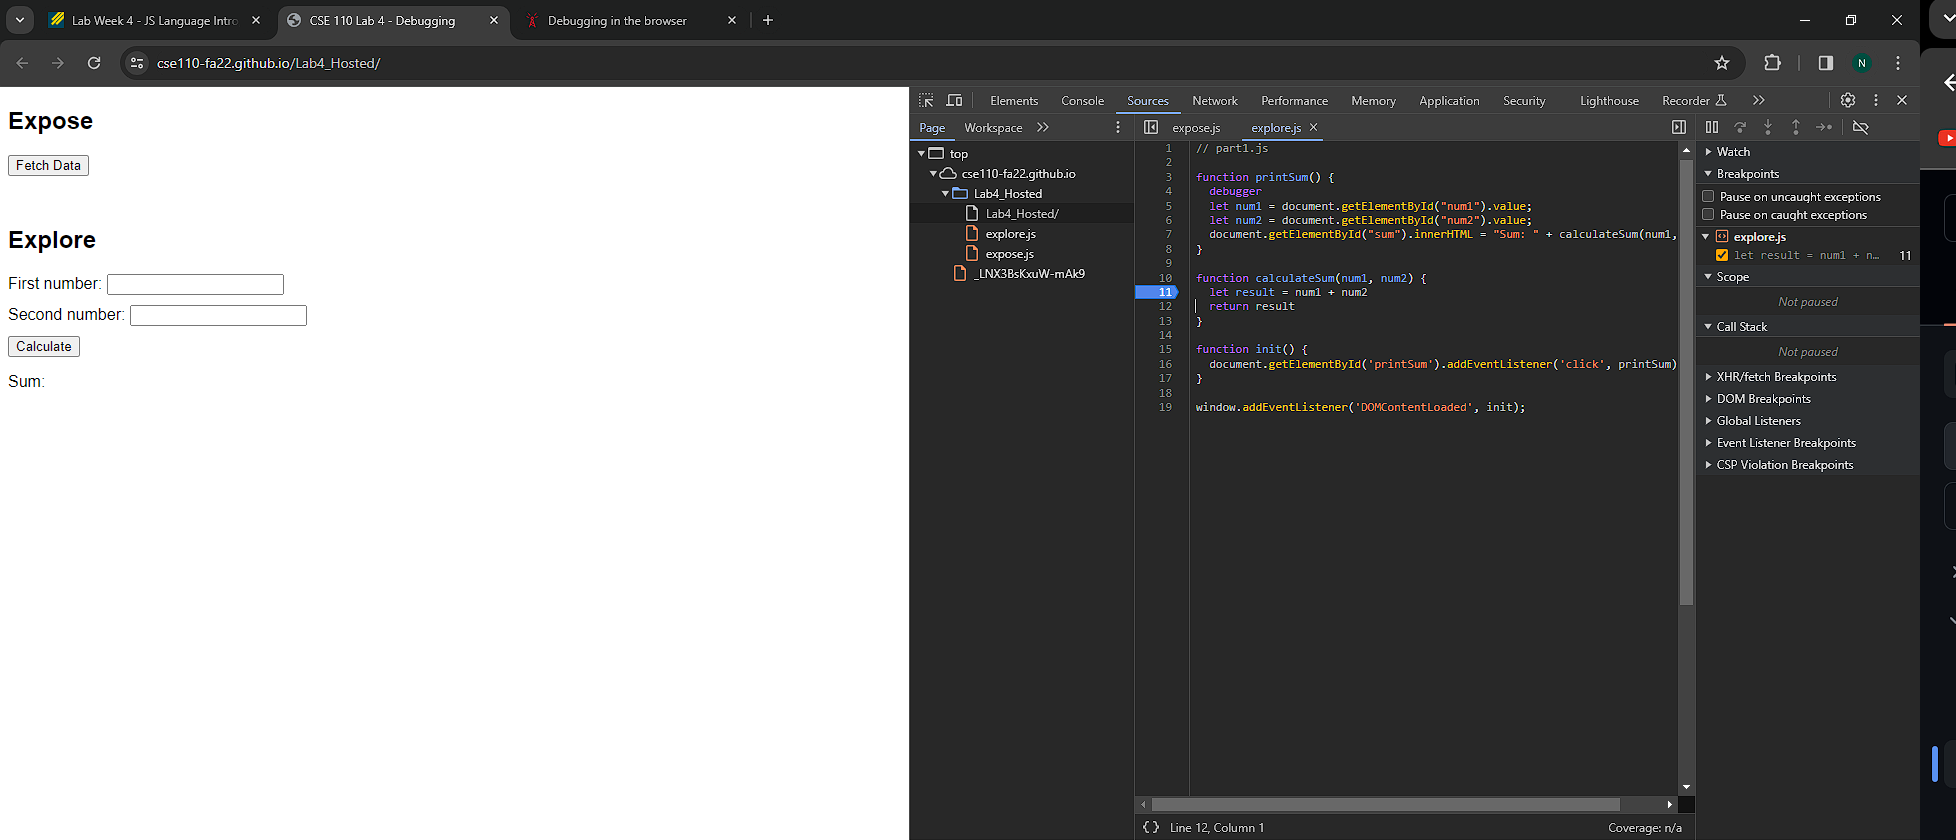 Lab Week 4 - JS Language Intro
CSE 110 Lab 4 - Debugging
Debugging in the browser
cse110-fa22.github.io/Lab4_Hosted/
N
Expose
Fetch Data
Explore
First number:
Second number:
Calculate
Sum:
Elements Console Sources Network Performance Memory Application Security Lighthouse Recorder
Page Workspace
top
cse110-fa22.github.io
Lab4_Hosted
Lab4_Hosted/
explore.js
expose.js
_LNX3BsKxuW-mAk9
expose.js explore.js
1 // part1.js
2
3 function printSum() {
4 debugger
5 let num1 = document.getElementById("num1").value;
6 let num2 = document.getElementById("num2").value;
7 document.getElementById("sum").innerHTML = "Sum: " + calculateSum(num1,
8 }
9
10 function calculateSum(num1, num2) {
11 let result = num1 + num2
12 return result
13 }
14
15 function init() {
16 document.getElementById('printSum').addEventListener('click', printSum)
17 }
18
19 window.addEventListener('DOMContentLoaded', init);
{} Line 12, Column 1
Coverage: n/a
Watch
Breakpoints
Pause on uncaught exceptions
Pause on caught exceptions
explore.js
let result = num1 + n… 11
Scope
Not paused
Call Stack
Not paused
XHR/fetch Breakpoints
DOM Breakpoints
Global Listeners
Event Listener Breakpoints
CSP Violation Breakpoints